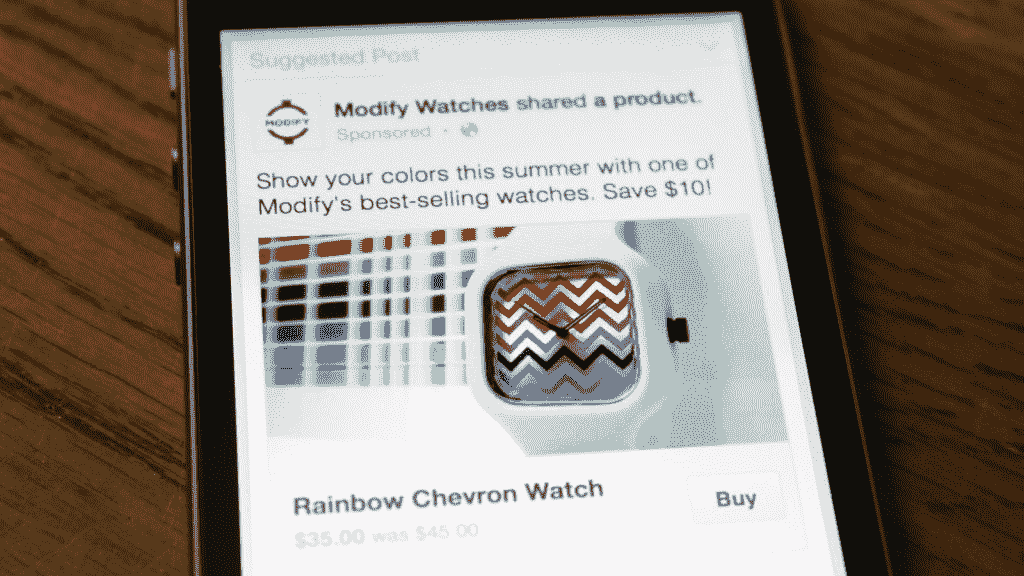 Suggested Post
MODIFY
Modify Watches shared a product.
Sponsored ·
Show your colors this summer with one of
Modify's best-selling watches. Save $10!
Rainbow Chevron Watch
Buy
$35.00 was $45.00